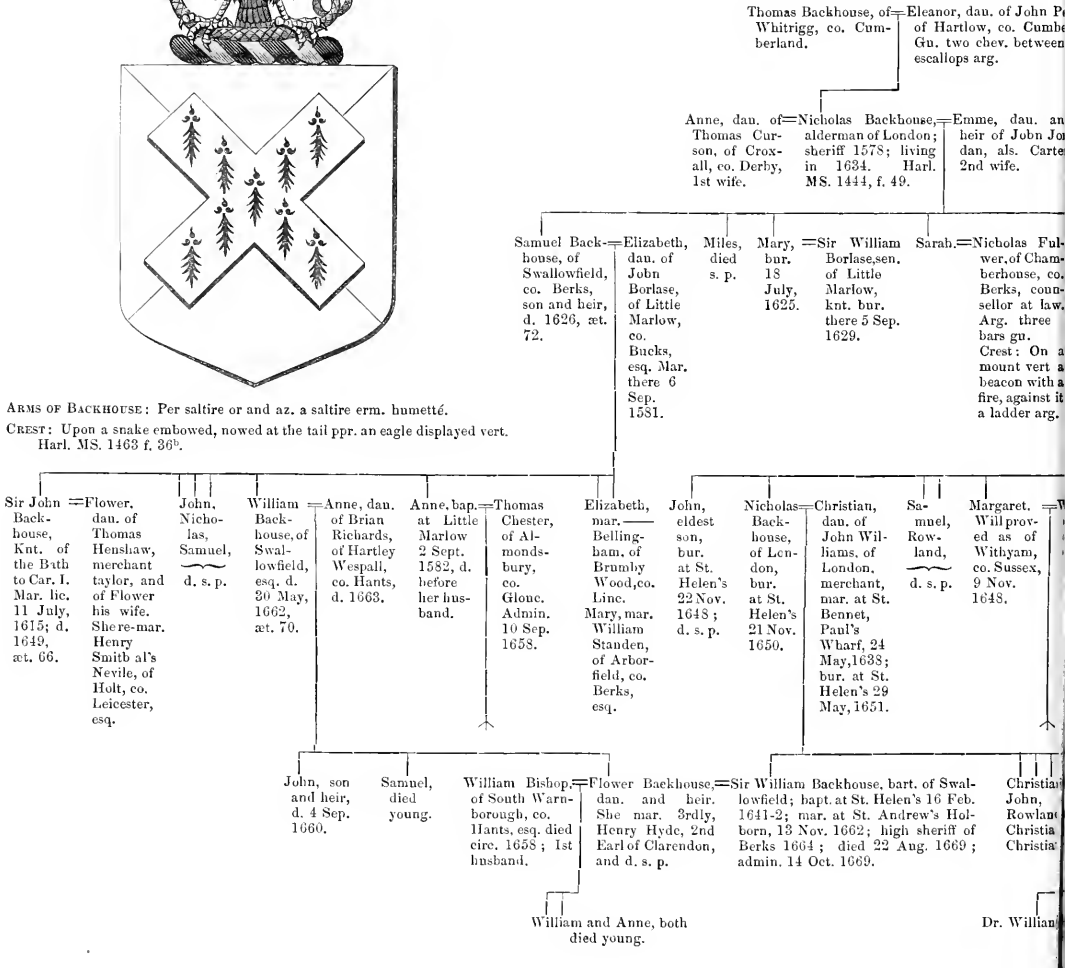 Thomas Backhouse, of
Whitrigg, co. Cum-
berland.
Eleanor, dau. of John P
of Hartlow, co. Cumbe
Gu. two chev. between
escallops arg.
Anne, dau. of
Thomas Cur-
son, of Crox-
all, co. Derby,
1st wife.
Nicholas Backhouse,
alderman of London;
sheriff 1578; living
in 1634. Harl.
MS. 1444, f. 49.
Emme, dau. an
heir of John Jo
dan, als. Carte
2nd wife.
Samuel Back-
house, of
Swallowfield,
co. Berks,
son and heir,
d. 1626, æt.
72.
Elizabeth,
dau. of
John
Borlase,
of Little
Marlow,
co.
Bucks,
esq. Mar.
there 6
Sep.
1581.
Miles,
died
s. p.
Mary,
bur.
18
July,
1625.
Sir William
Borlase, sen.
of Little
Marlow,
knt. bur.
there 5 Sep.
1629.
Sarah.
Nicholas Ful-
wer, of Cham-
berhouse, co.
Berks, coun-
sellor at law.
Arg. three
bars gu.
Crest: On a
mount vert a
beacon with a
fire, against it
a ladder arg.
ARMS OF BACKHOUSE: Per saltire or and az. a saltire erm. humetté.
CREST: Upon a snake embowed, nowed at the tail ppr. an eagle displayed vert.
Harl. MS. 1463 f. 36b.
Sir John
Back-
house,
Knt. of
the Bath
to Car. I.
Mar. lic.
11 July,
1615; d.
1649,
æt. 66.
Flower,
dau. of
Thomas
Henshaw,
merchant
taylor, and
of Flower
his wife.
She re-mar.
Henry
Smith al's
Nevile, of
Holt, co.
Leicester,
esq.
John,
Nicho-
las,
Samuel,
d. s. p.
William
Back-
house, of
Swal-
lowfield,
esq. d.
30 May,
1662,
æt. 70.
Anne, dau.
of Brian
Richards,
of Hartley
Wespall,
co. Hants,
d. 1663.
Anne, bap.
at Little
Marlow
2 Sept.
1582, d.
before
her hus-
band.
Thomas
Chester,
of Al-
monds-
bury,
co.
Glouc.
Admin.
10 Sep.
1658.
Elizabeth,
mar. ——
Belling-
ham, of
Brumby
Wood, co.
Linc.
Mary, mar.
William
Standen,
of Arbor-
field, co.
Berks,
esq.
John,
eldest
son,
bur.
at St.
Helen's
22 Nov.
1648;
d. s. p.
Nicholas
Back-
house,
of Lon-
don,
bur.
at St.
Helen's
21 Nov.
1650.
Christian,
dau. of
John Wil-
liams, of
London,
merchant,
mar. at St.
Bennet,
Paul's
Wharf, 24
May, 1638;
bur. at St.
Helen's 29
May, 1651.
Sa-
muel,
Row-
land,
d. s. p.
Margaret.
Will prov-
ed as of
Withyam,
co. Sussex,
9 Nov.
1648.
John, son
and heir,
d. 4 Sep.
1660.
Samuel,
died
young.
William Bishop,
of South Warn-
borough, co.
Hants, esq. died
circ. 1658; 1st
husband.
Flower Backhouse,
dau. and heir.
She mar. 3rdly,
Henry Hyde, 2nd
Earl of Clarendon,
and d. s. p.
Sir William Backhouse, bart. of Swal-
lowfield; bapt. at St. Helen's 16 Feb.
1641-2; mar. at St. Andrew's Hol-
born, 13 Nov. 1662; high sheriff of
Berks 1664; died 22 Aug. 1669;
admin. 14 Oct. 1669.
Christia
John,
Rowlan
Christia
Christia
William and Anne, both
died young.
Dr. William